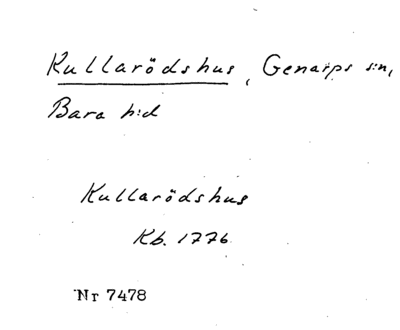 Kullarödshus, Genarps s:n,
Bara h:d
Kullarödshus
Kb. 1776
Nr 7478